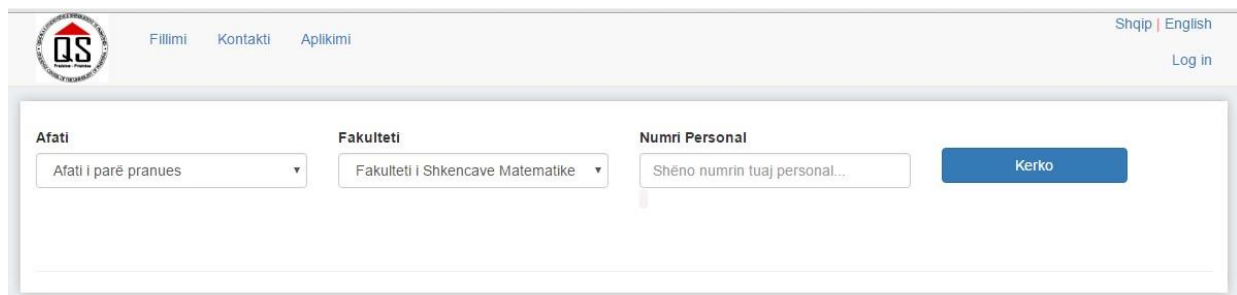 QS
Fillimi
Kontakti
Aplikimi
Shqip | English
Log in
Afati
Afati i parë pranues
Fakulteti
Fakulteti i Shkencave Matematike
Numri Personal
Shëno numrin tuaj personal...
Kerko